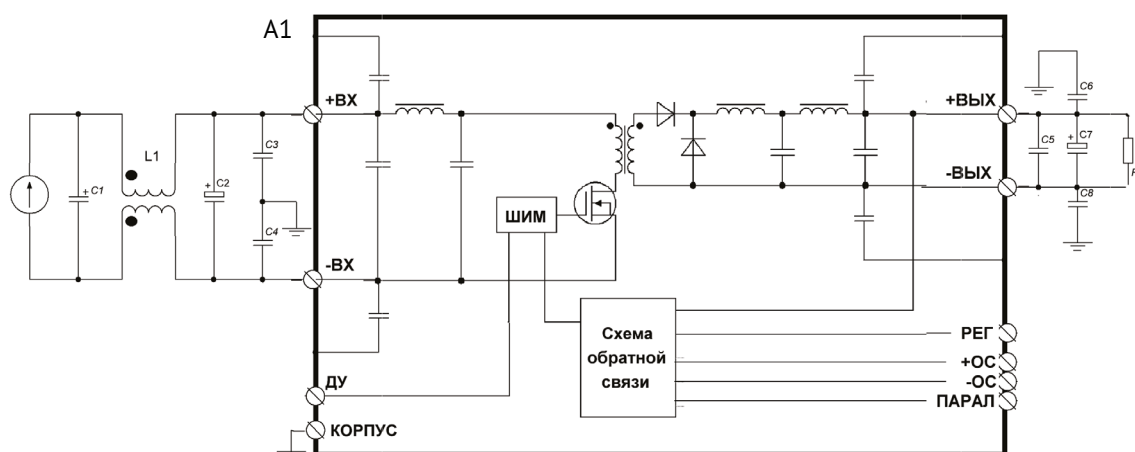 A1
+ВХ
+ВЫХ
C6
L1
C3
C5
+
C7
+
C1
+
C2
-ВЫХ
C8
ШИМ
C4
-ВХ
Схема
обратной
связи
РЕГ
+ОС
-ОС
ПАРАЛ
ДУ
КОРПУС